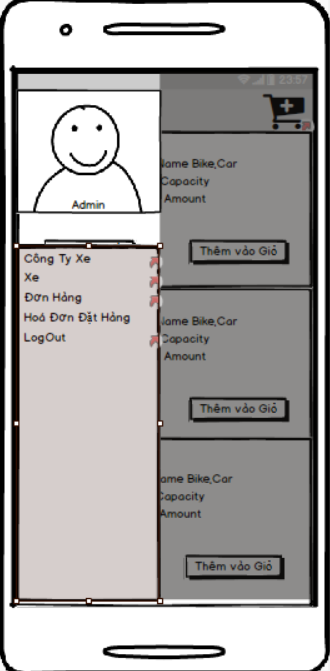 23:57
Admin
Công Ty Xe
Xe
Đơn Hàng
Hoá Đơn Đặt Hàng
LogOut
Name Bike,Car
Capacity
Amount
Thêm vào Giỏ
Name Bike,Car
Capacity
Amount
Thêm vào Giỏ
ame Bike,Car
Capacity
Amount
Thêm vào Giỏ